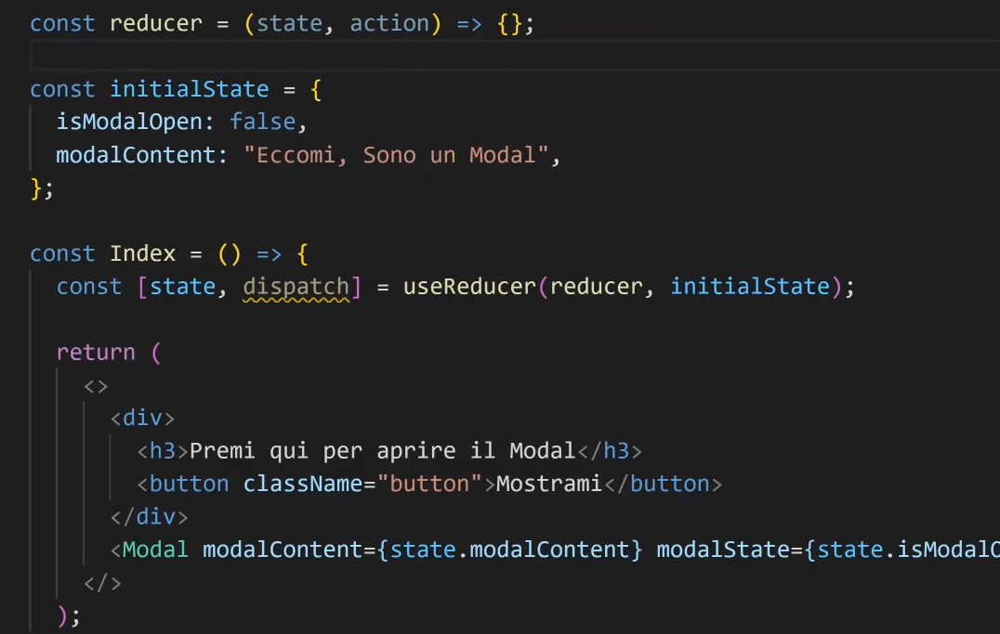 const reducer = (state, action) => {};
const initialState = {
isModalOpen: false,
modalContent: "Eccomi, Sono un Modal",
};
const Index = () => {
const [state, dispatch] = useReducer(reducer, initialState);
return (
<>
<div>
<h3>Premi qui per aprire il Modal</h3>
<button className="button">Mostrami</button>
</div>
<Modal modalContent={state.modalContent} modalState={state.isModalO
</>
);